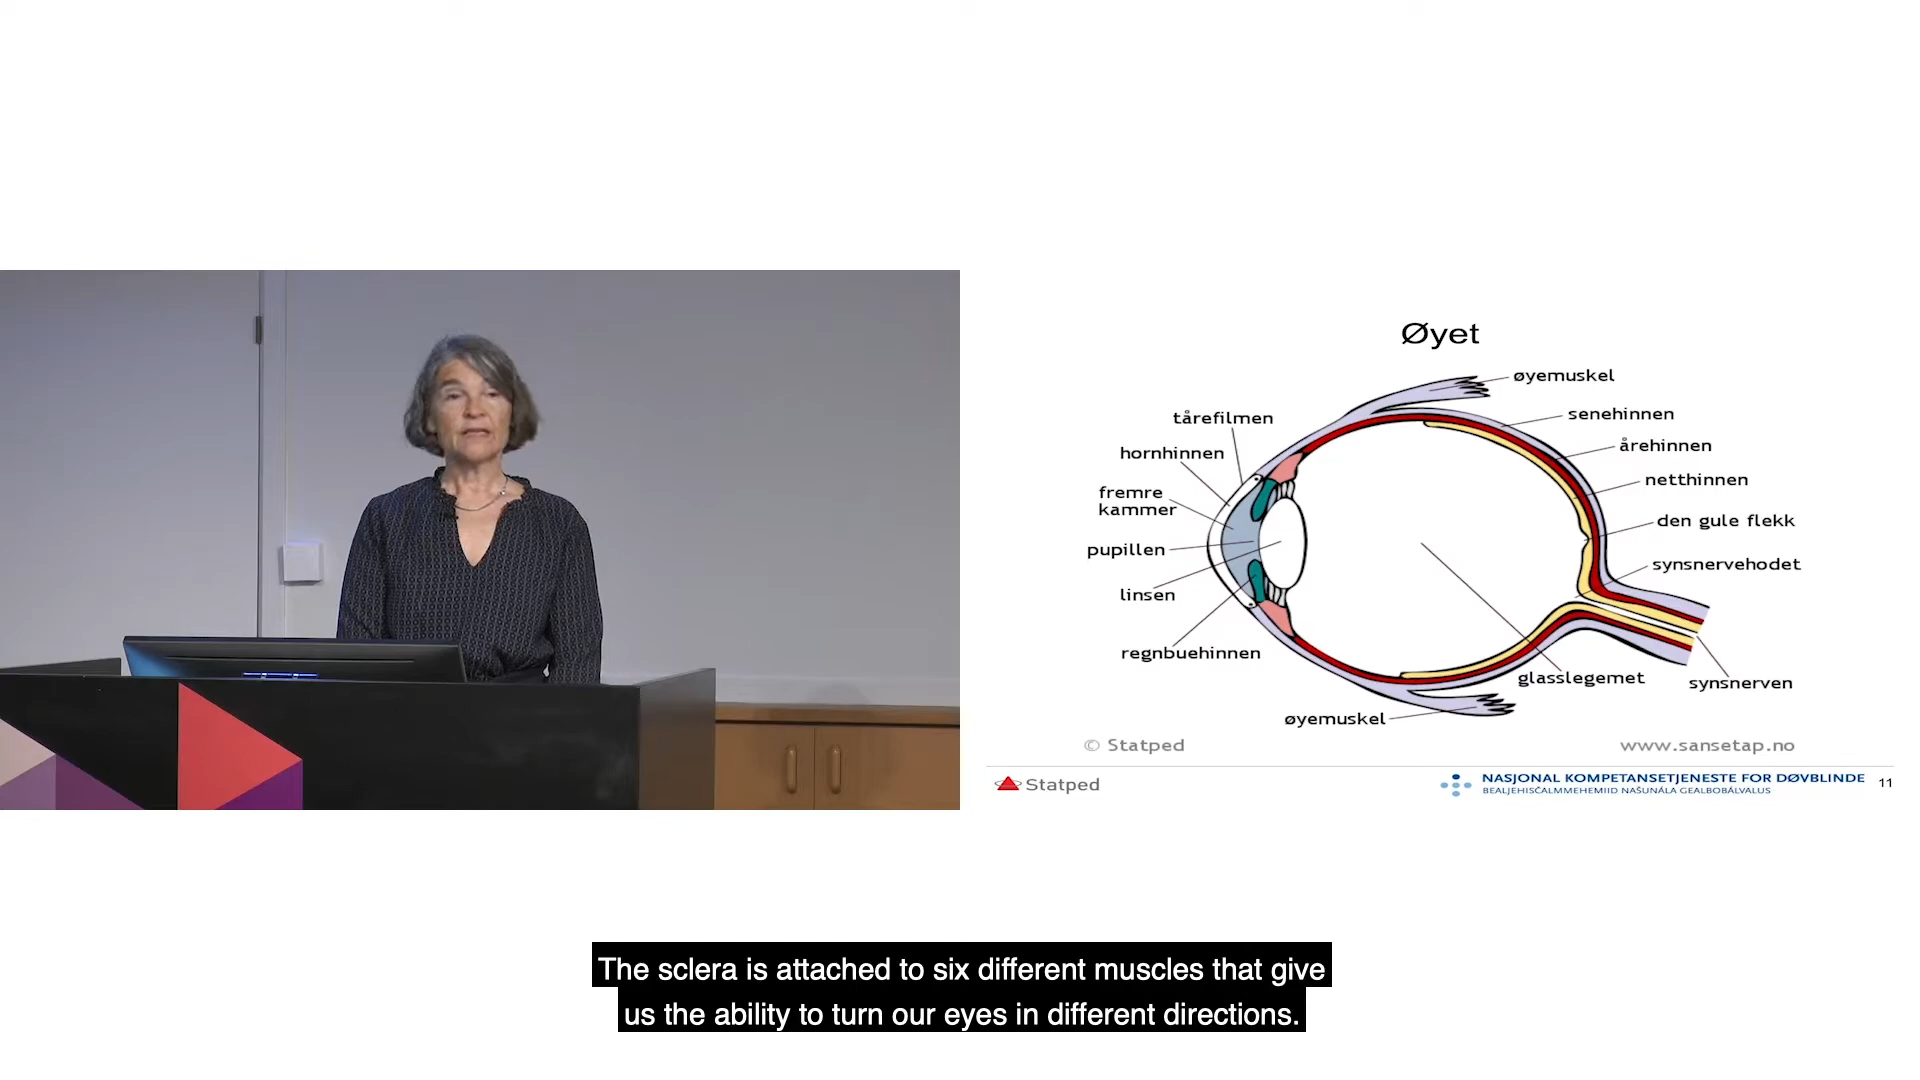 Øyet
øyemuskel
senehinnen
årehinnen
netthinnen
den gule flekk
synsnervehodet
tårefilmen
hornhinnen
fremre
kammer
pupillen
linsen
regnbuehinnen
glasslegemet
synsnerven
øyemuskel
© Statped
www.sansetap.no
Statped
NASJONAL KOMPETANSETJENESTE FOR DØVBLINDE
BEALJEHISČALMMEHEMIID NAŠUNÁLA GEALBOBÁLVALUS
11
The sclera is attached to six different muscles that give
us the ability to turn our eyes in different directions.